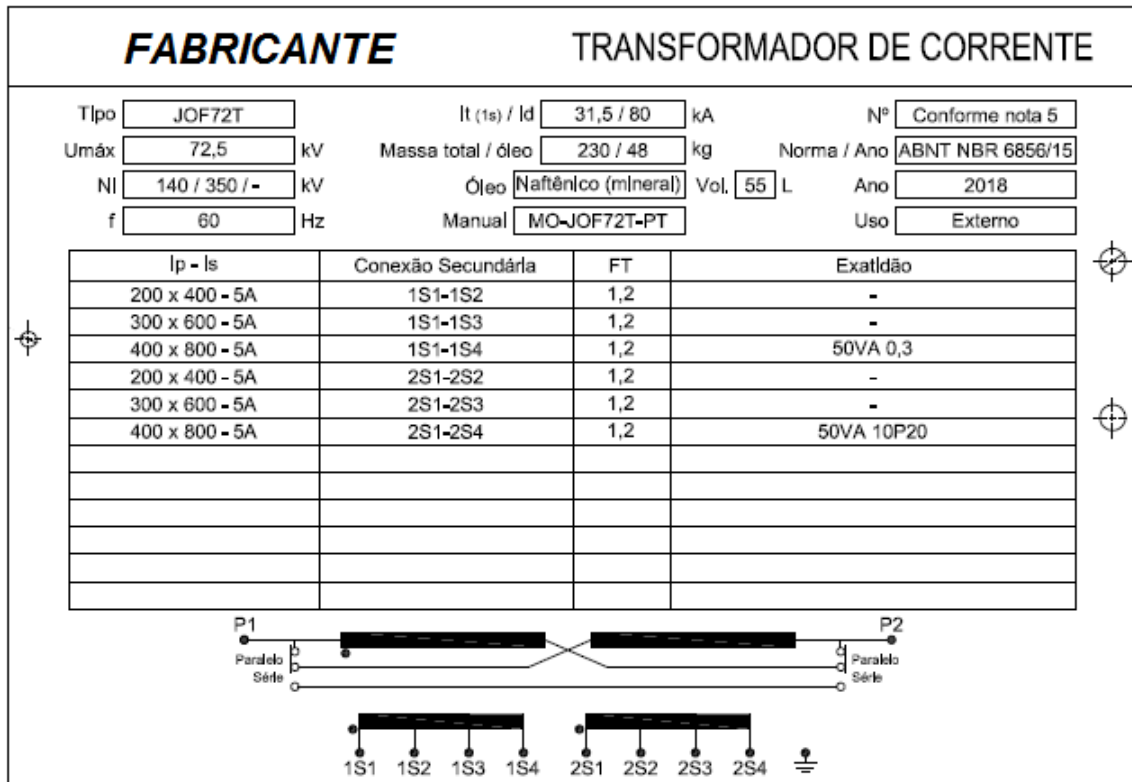 FABRICANTE TRANSFORMADOR DE CORRENTE
Tipo JOF72T It (1s) / Id 31,5 / 80 kA Nº Conforme nota 5
Umáx 72,5 kV Massa total / óleo 230 / 48 kg Norma / Ano ABNT NBR 6856/15
NI 140 / 350 / - kV Óleo Naftênico (mineral) Vol. 55 L Ano 2018
f 60 Hz Manual MO-JOF72T-PT Uso Externo
Ip - Is Conexão Secundária FT Exatidão
200 x 400 - 5A 1S1-1S2 1,2 -
300 x 600 - 5A 1S1-1S3 1,2 -
400 x 800 - 5A 1S1-1S4 1,2 50VA 0,3
200 x 400 - 5A 2S1-2S2 1,2 -
300 x 600 - 5A 2S1-2S3 1,2 -
400 x 800 - 5A 2S1-2S4 1,2 50VA 10P20
P1 P2
Paralelo Paralelo
Série Série
1S1 1S2 1S3 1S4 2S1 2S2 2S3 2S4